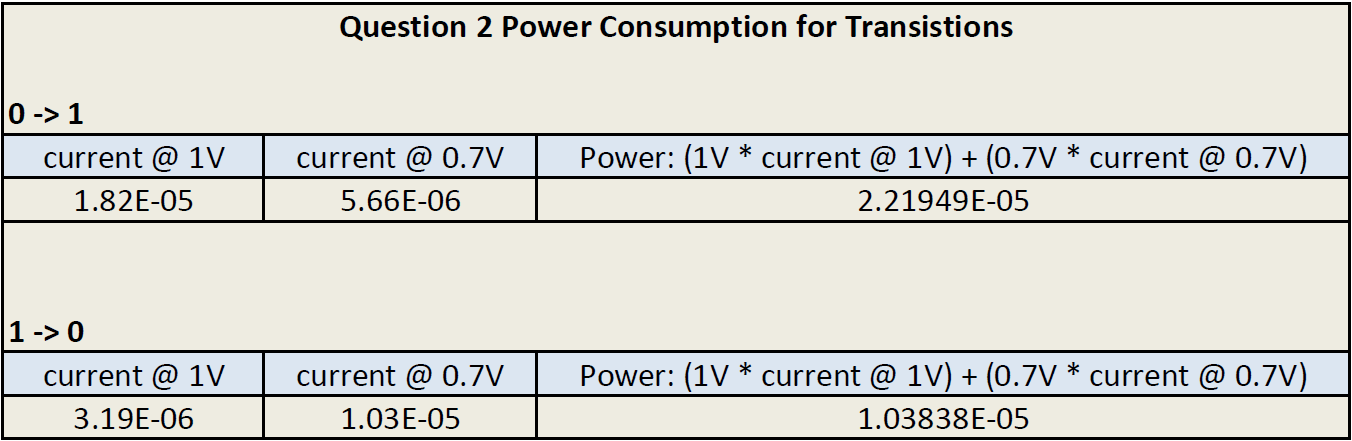 Question 2 Power Consumption for Transistions
0 -> 1
current @ 1V current @ 0.7V Power: (1V * current @ 1V) + (0.7V * current @ 0.7V)
1.82E-05 5.66E-06 2.21949E-05
1 -> 0
current @ 1V current @ 0.7V Power: (1V * current @ 1V) + (0.7V * current @ 0.7V)
3.19E-06 1.03E-05 1.03838E-05